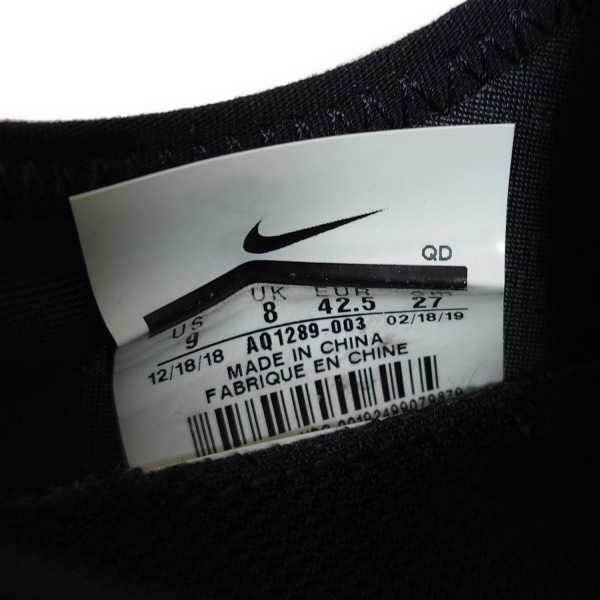 QD
US UK EUR
9 8 42.5 27
12/18/18 AQ1289-003 02/18/19
MADE IN CHINA
FABRIQUE EN CHINE